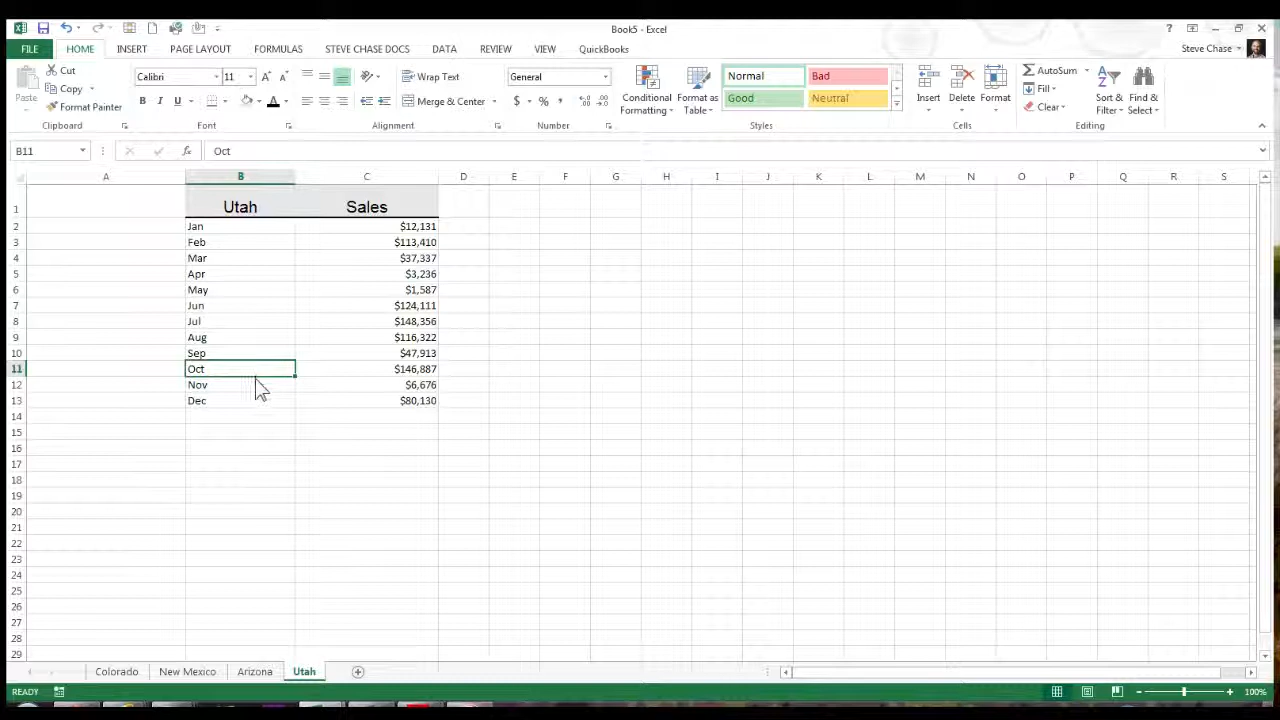 Book5 - Excel
FILE HOME INSERT PAGE LAYOUT FORMULAS STEVE CHASE DOCS DATA REVIEW VIEW QuickBooks Steve Chase
Paste Cut Copy Format Painter Clipboard
Calibri 11 B I U Font
Wrap Text Merge & Center Alignment
General $ % , Number
Conditional Formatting Format as Table Normal Bad Good Neutral Styles
Insert Delete Format Cells
AutoSum Fill Clear Sort & Filter Find & Select Editing
B11 fx Oct
A B C D E F G H I J K L M N O P Q R S
1 Utah Sales
2 Jan $12,131
3 Feb $113,410
4 Mar $37,337
5 Apr $3,236
6 May $1,587
7 Jun $124,111
8 Jul $148,356
9 Aug $116,322
10 Sep $47,913
11 Oct $146,887
12 Nov $6,676
13 Dec $80,130
14
15
16
17
18
19
20
21
22
23
24
25
26
27
28
29
Colorado New Mexico Arizona Utah
READY 100%